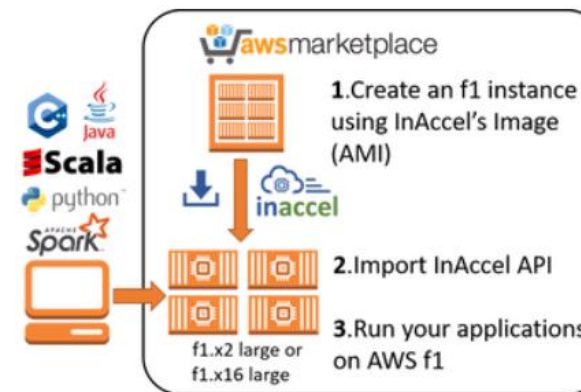 awsmarketplace
1.Create an f1 instance
using InAccel's Image
(AMI)
C++
Java
Scala
python
APACHE
Spark
inaccel
2.Import InAccel API
3.Run your applications
on AWS f1
f1.x2 large or
f1.x16 large